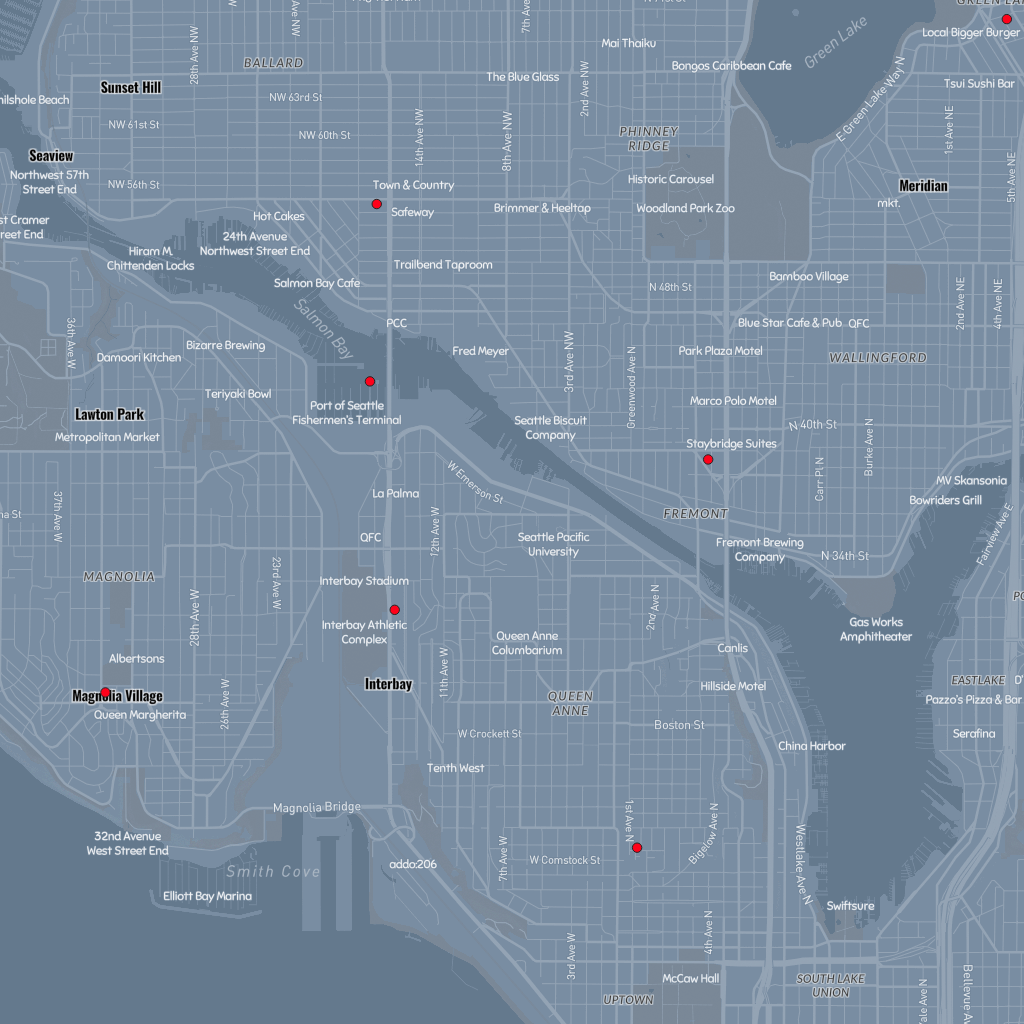 GREEN LA
Local Bigger Burger
Green Lake
7th Ave
28th Ave NW
Mai Thaiku
BALLARD
Bongos Caribbean Cafe
E Green Lake Way N
The Blue Glass
2nd Ave NW
Tsui Sushi Bar
Sunset Hill
NW 63rd St
NW 61st St
14th Ave NW
8th Ave NW
1st Ave NE
NW 60th St
PHINNEY
RIDGE
Seaview
5th Ave NE
Northwest 57th
Street End
NW 56th St
Town & Country
Historic Carousel
Meridian
mkt.
Safeway
Brimmer & Heeltap
Woodland Park Zoo
Hot Cakes
24th Avenue
Northwest Street End
Hiram M.
Chittenden Locks
Trailbend Taproom
Salmon Bay Cafe
Bamboo Village
N 48th St
2nd Ave NE
4th Ave NE
Salmon Bay
36th Ave W
PCC
Blue Star Cafe & Pub
QFC
Bizarre Brewing
Damoori Kitchen
Fred Meyer
3rd Ave NW
Greenwood Ave N
Park Plaza Motel
WALLINGFORD
Teriyaki Bowl
Port of Seattle
Fishermen's Terminal
Marco Polo Motel
Lawton Park
Metropolitan Market
Seattle Biscuit
Company
N 40th St
Burke Ave N
Staybridge Suites
Carr Pl N
W Emerson St
MV Skansonia
Bowriders Grill
La Palma
37th Ave W
FREMONT
12th Ave W
Fairview Ave E
QFC
Seattle Pacific
University
Fremont Brewing
Company
N 34th St
MAGNOLIA
23rd Ave W
Interbay Stadium
28th Ave W
2nd Ave N
Interbay Athletic
Complex
Gas Works
Amphitheater
Queen Anne
Columbarium
Canlis
Albertsons
11th Ave W
Interbay
Magnolia Village
Hillside Motel
EASTLAKE
Queen Margherita
26th Ave W
QUEEN
ANNE
Pazzo's Pizza & Bar
Boston St
W Crockett St
China Harbor
Serafina
Tenth West
Magnolia Bridge
1st Ave N
Bigelow Ave N
Westlake Ave N
32nd Avenue
West Street End
7th Ave W
W Comstock St
addo:206
Smith Cove
Elliott Bay Marina
Swiftsure
4th Ave N
3rd Ave W
McCaw Hall
SOUTH LAKE
UNION
UPTOWN
Bellevue A